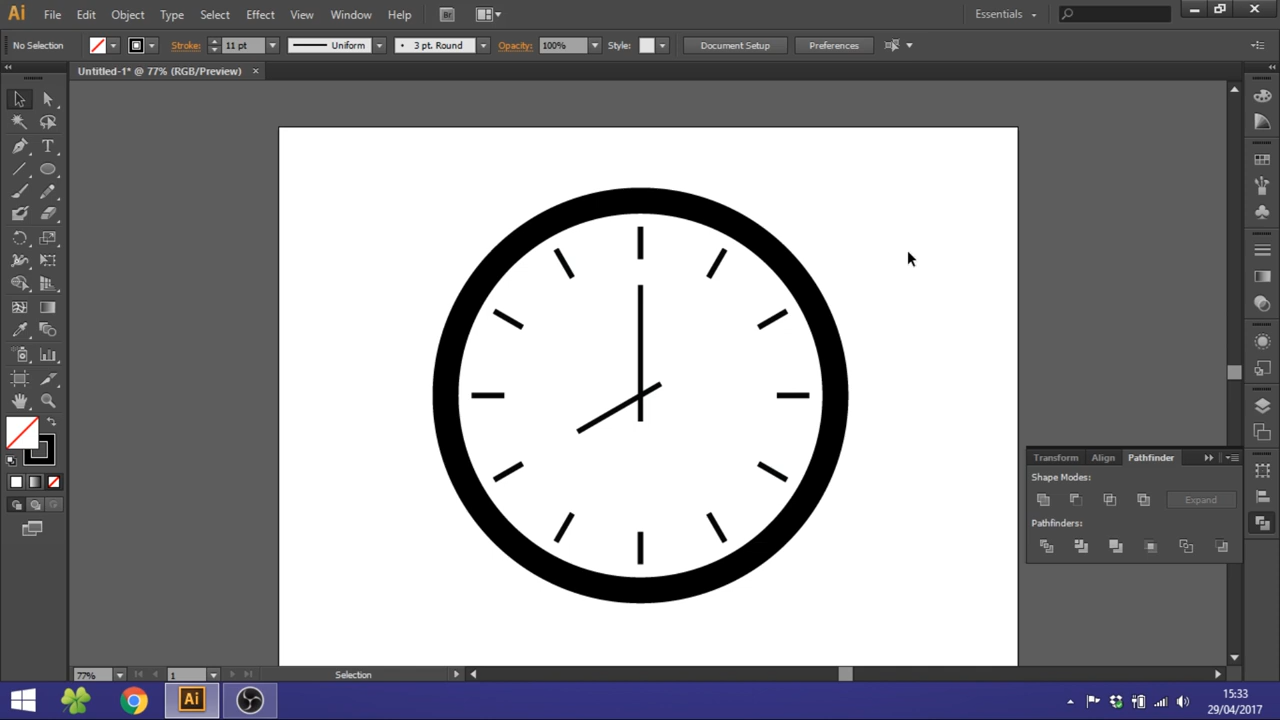 Ai File Edit Object Type Select Effect View Window Help Br Essentials
No Selection Stroke: 11 pt Uniform 3 pt. Round Opacity: 100% Style: Document Setup Preferences
Untitled-1* @ 77% (RGB/Preview) ×
T
Transform Align Pathfinder
Shape Modes:
Expand
Pathfinders:
77% 1 Selection
Ai 15:33
29/04/2017